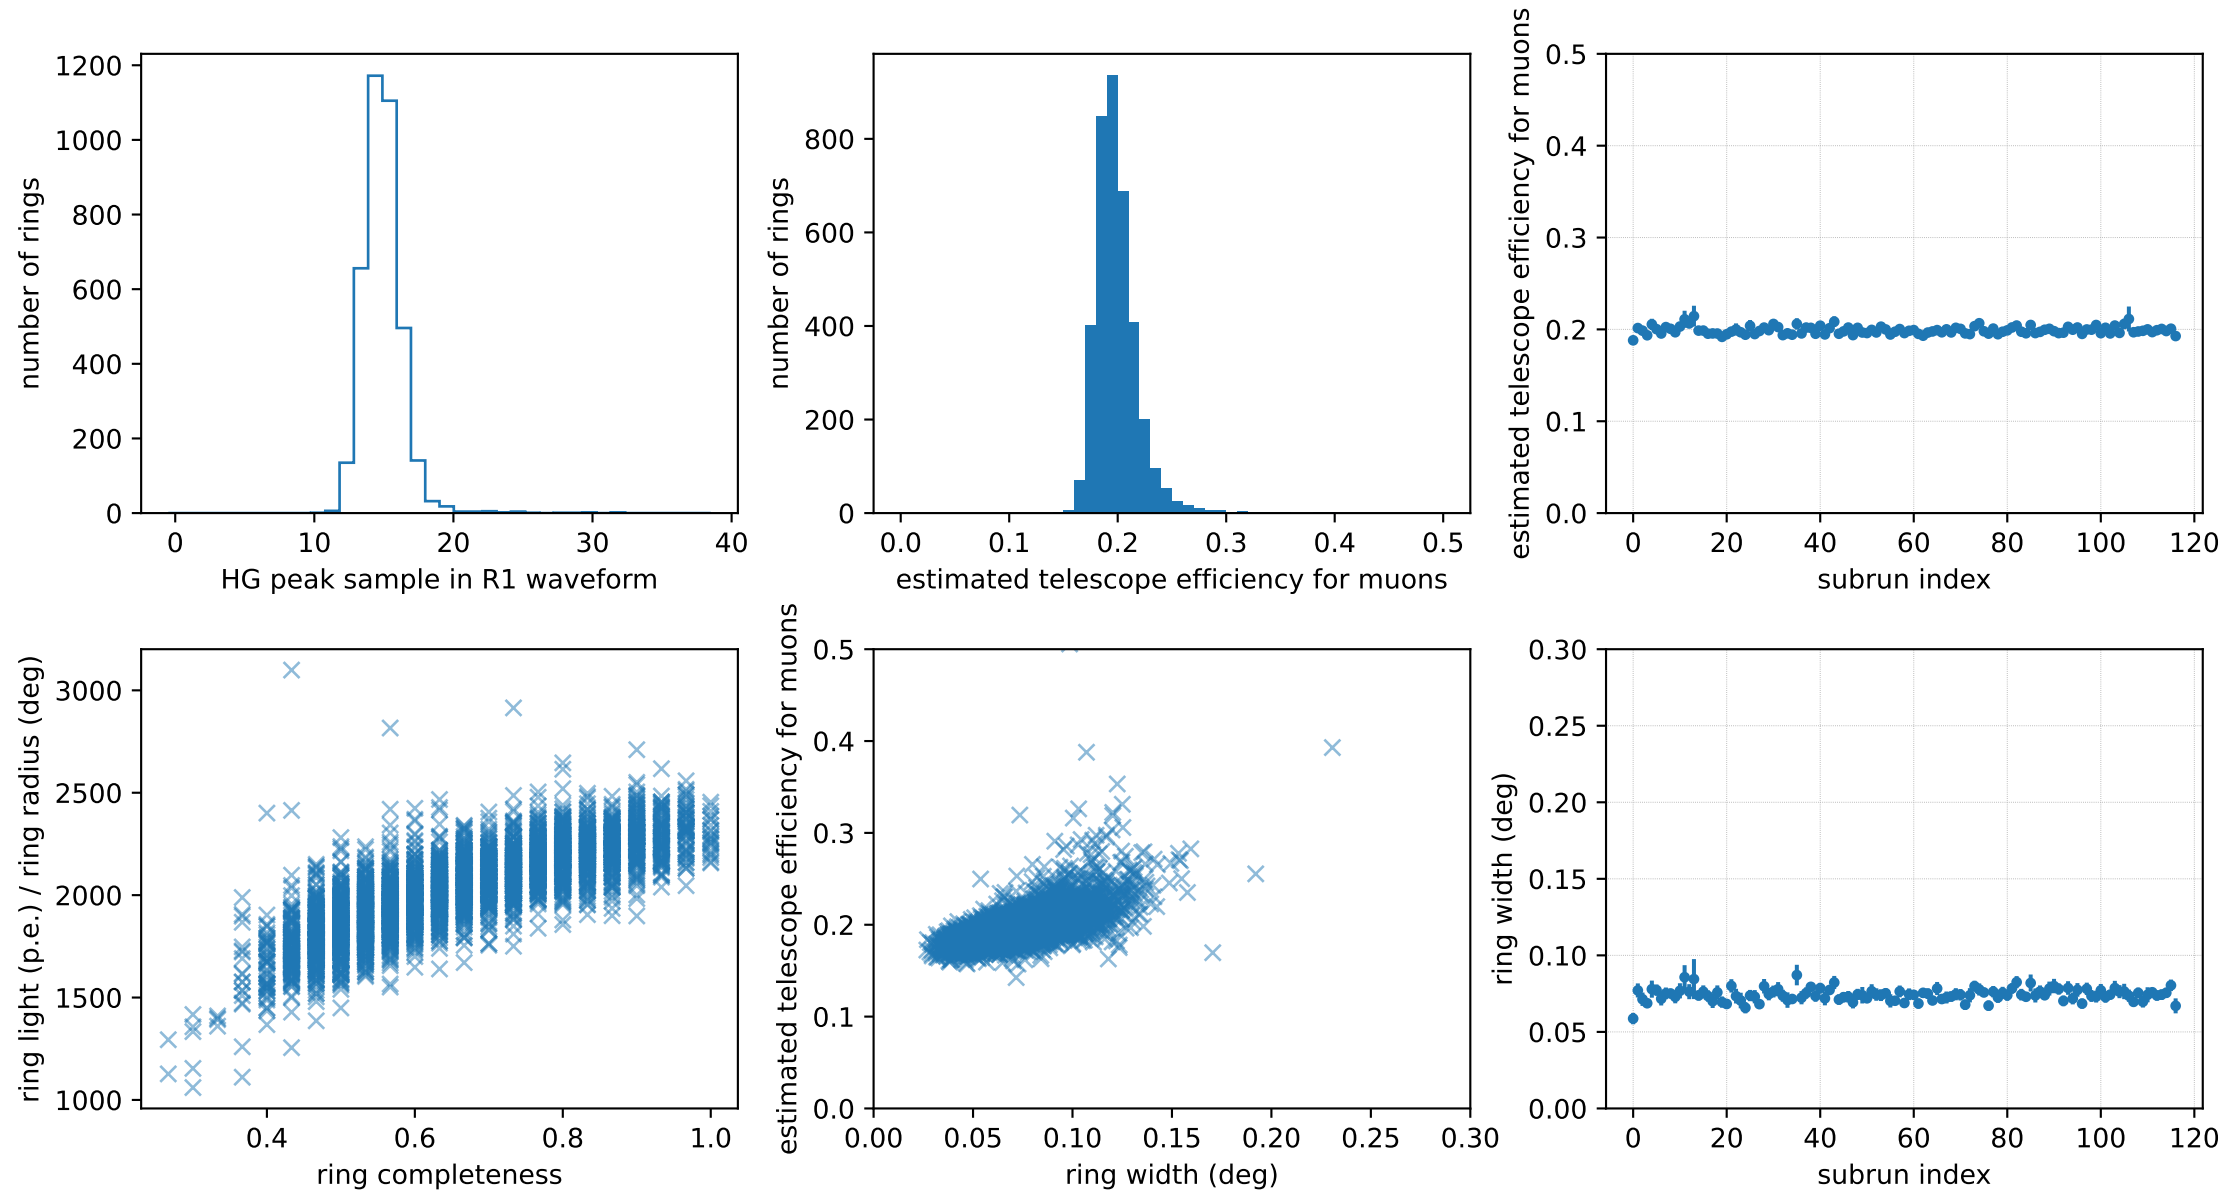 1200
1000
800
600
400
200
0
number of rings
0 10 20 30 40
HG peak sample in R1 waveform
800
600
400
200
0
number of rings
0.0 0.1 0.2 0.3 0.4 0.5
estimated telescope efficiency for muons
0.5
0.4
0.3
0.2
0.1
0.0
estimated telescope efficiency for muons
0 20 40 60 80 100 120
subrun index
3000
2500
2000
1500
1000
ring light (p.e.) / ring radius (deg)
0.4 0.6 0.8 1.0
ring completeness
0.5
0.4
0.3
0.2
0.1
0.0
estimated telescope efficiency for muons
0.00 0.05 0.10 0.15 0.20 0.25 0.30
ring width (deg)
0.30
0.25
0.20
0.15
0.10
0.05
0.00
ring width (deg)
0 20 40 60 80 100 120
subrun index